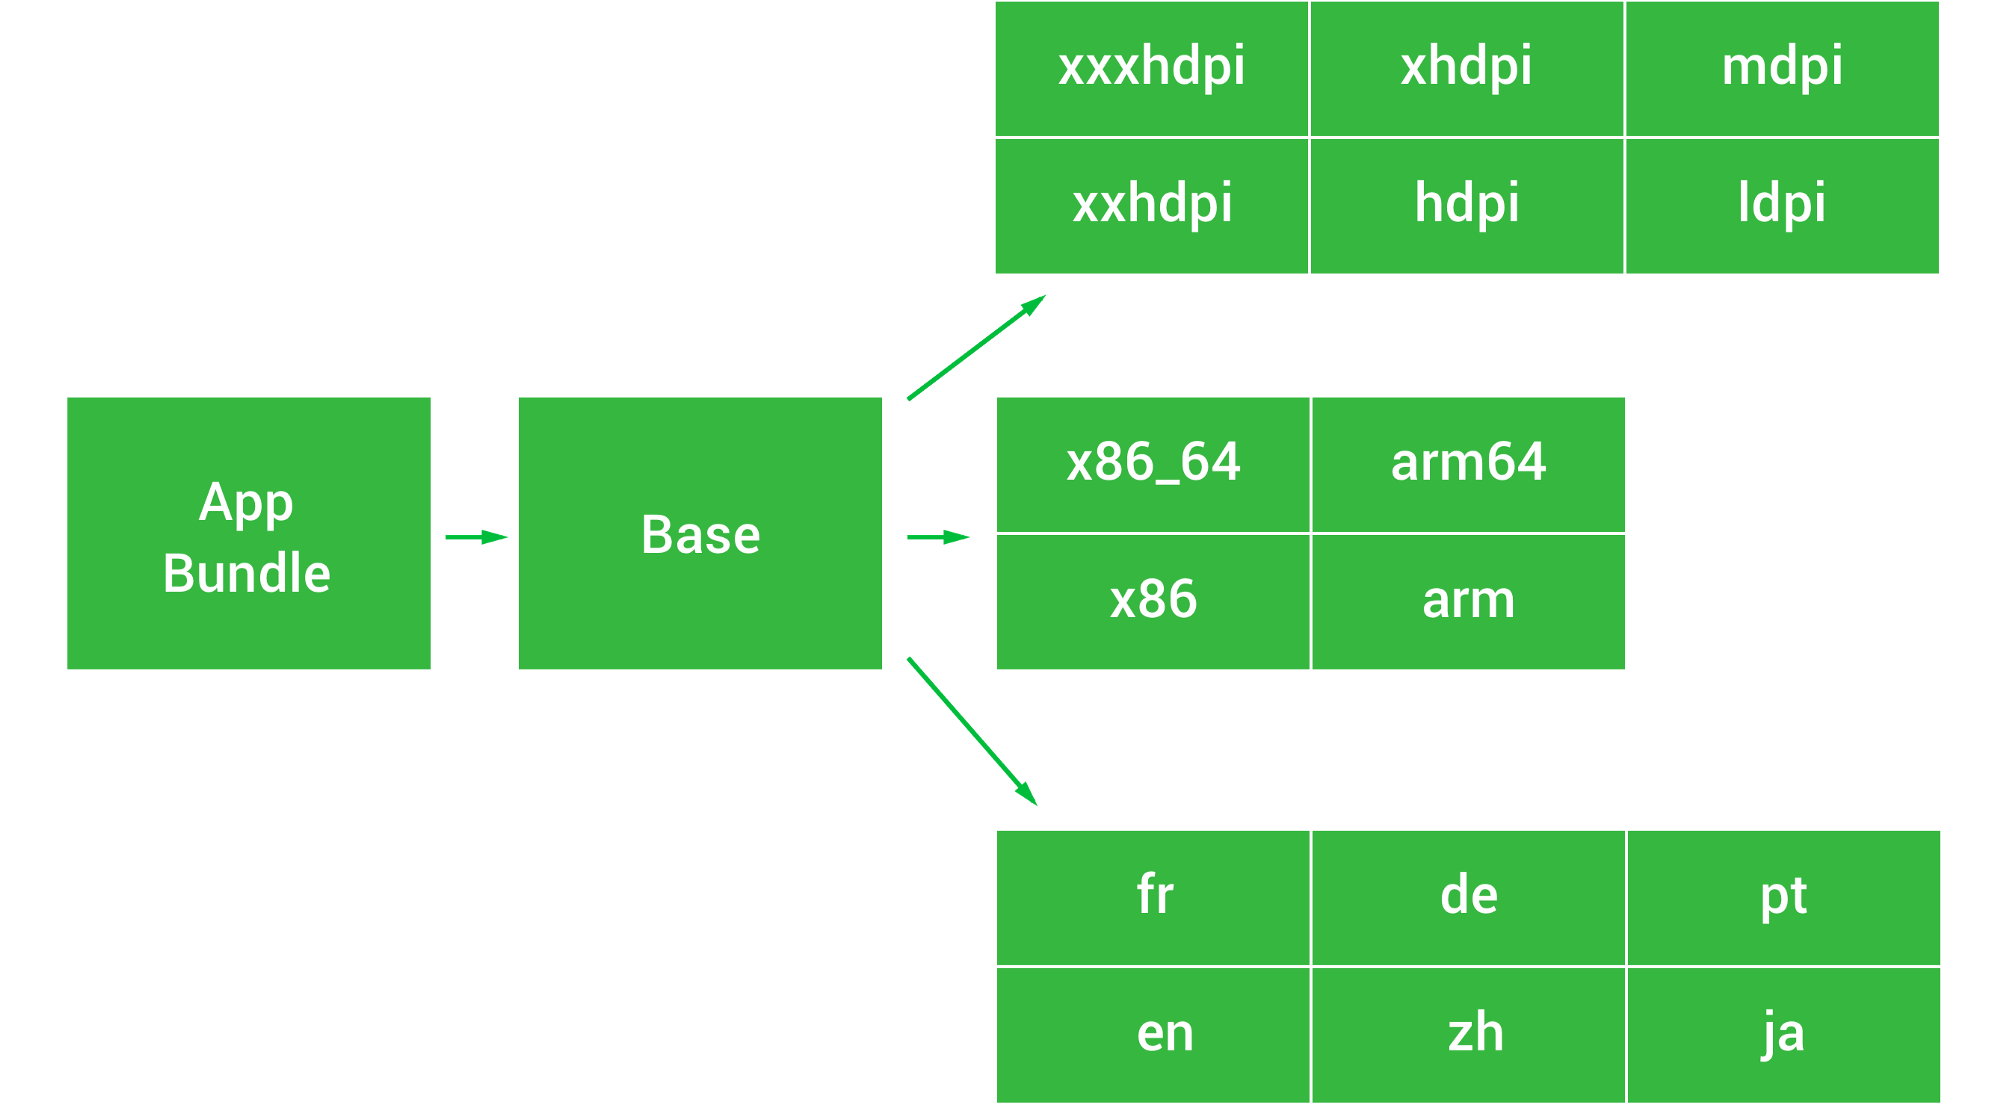 xxxhdpi xhdpi mdpi
xxhdpi hdpi ldpi
App
Bundle
Base
x86_64 arm64
x86 arm
fr de pt
en zh ja